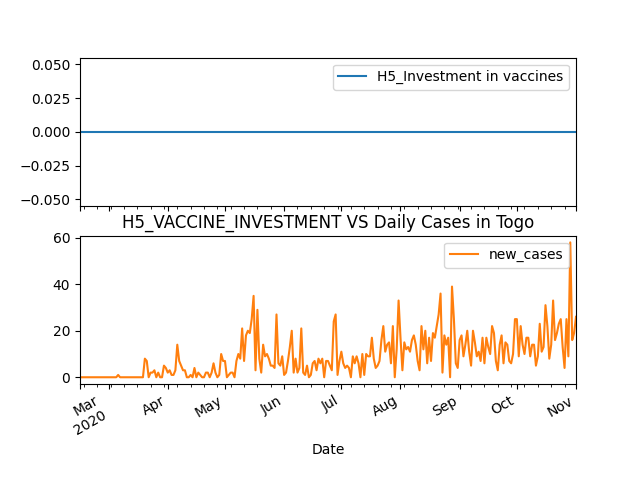 0.050
0.025
0.000
−0.025
−0.050
H5_Investment in vaccines
H5_VACCINE_INVESTMENT VS Daily Cases in Togo
60
40
20
0
new_cases
Mar
2020
Apr
May
Jun
Jul
Aug
Sep
Oct
Nov
Date